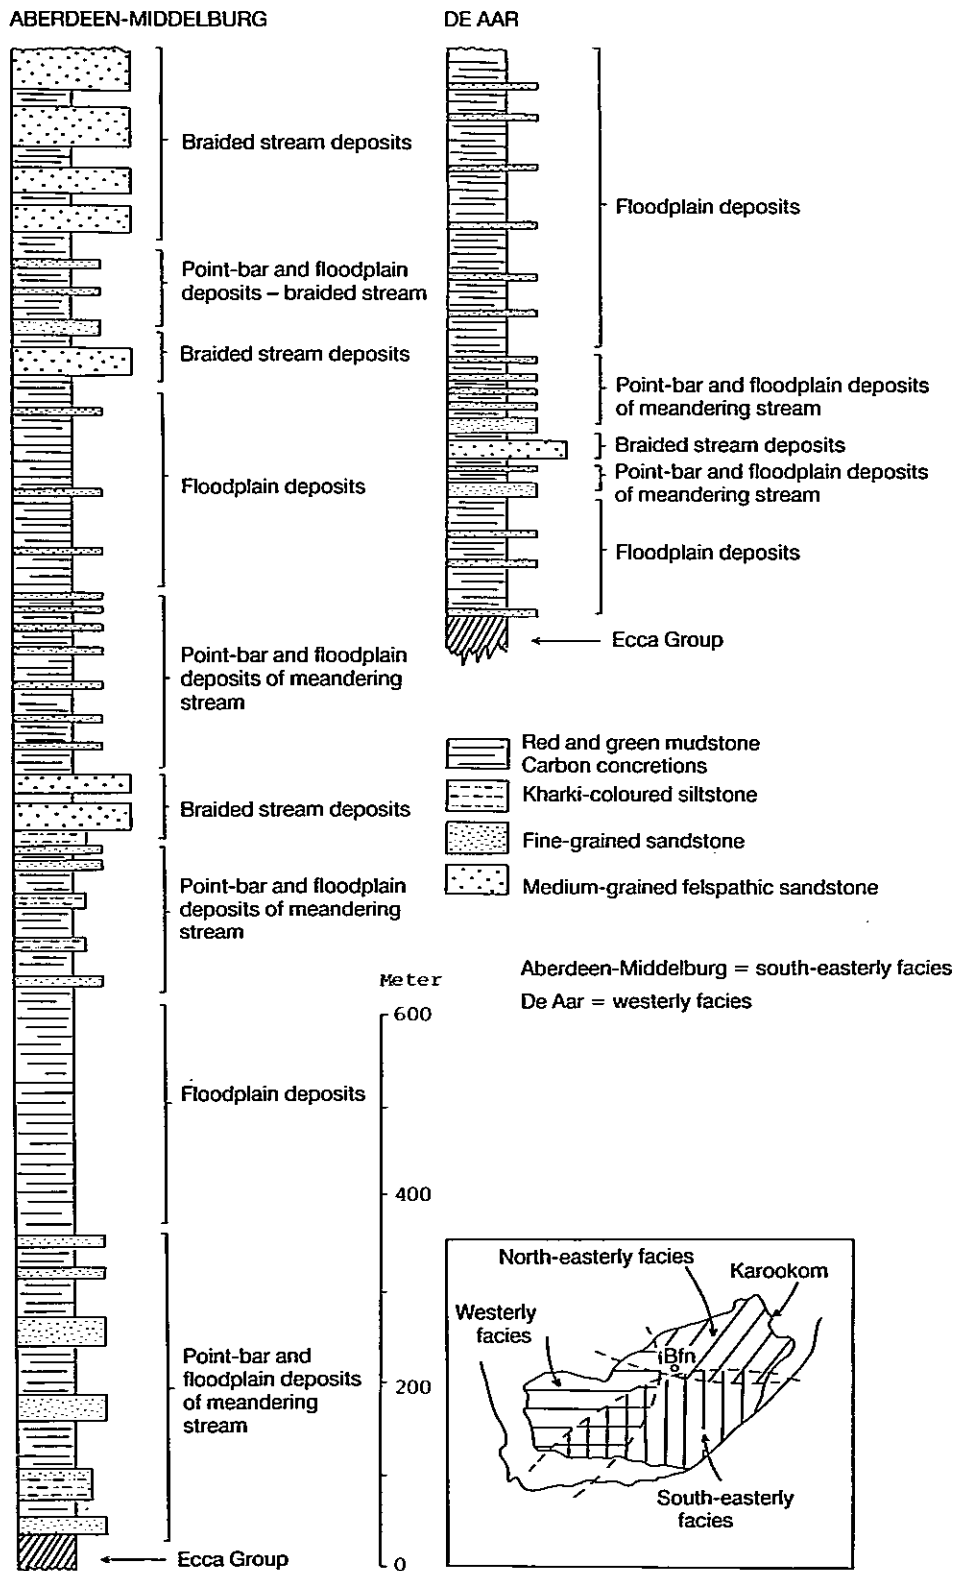 ABERDEEN-MIDDELBURG
Braided stream deposits
Point-bar and floodplain
deposits – braided stream
Braided stream deposits
Floodplain deposits
Point-bar and floodplain
deposits of meandering
stream
Braided stream deposits
Point-bar and floodplain
deposits of meandering
stream
Floodplain deposits
Point-bar and
floodplain deposits
of meandering
stream
Ecca Group
DE AAR
Floodplain deposits
Point-bar and floodplain deposits
of meandering stream
Braided stream deposits
Point-bar and floodplain deposits
of meandering stream
Floodplain deposits
Ecca Group
Red and green mudstone
Carbon concretions
Kharki-coloured siltstone
Fine-grained sandstone
Medium-grained felspathic sandstone
Aberdeen-Middelburg = south-easterly facies
De Aar = westerly facies
Meter
600
400
200
0
North-easterly facies
Karookom
Westerly
facies
Bfn
South-easterly
facies